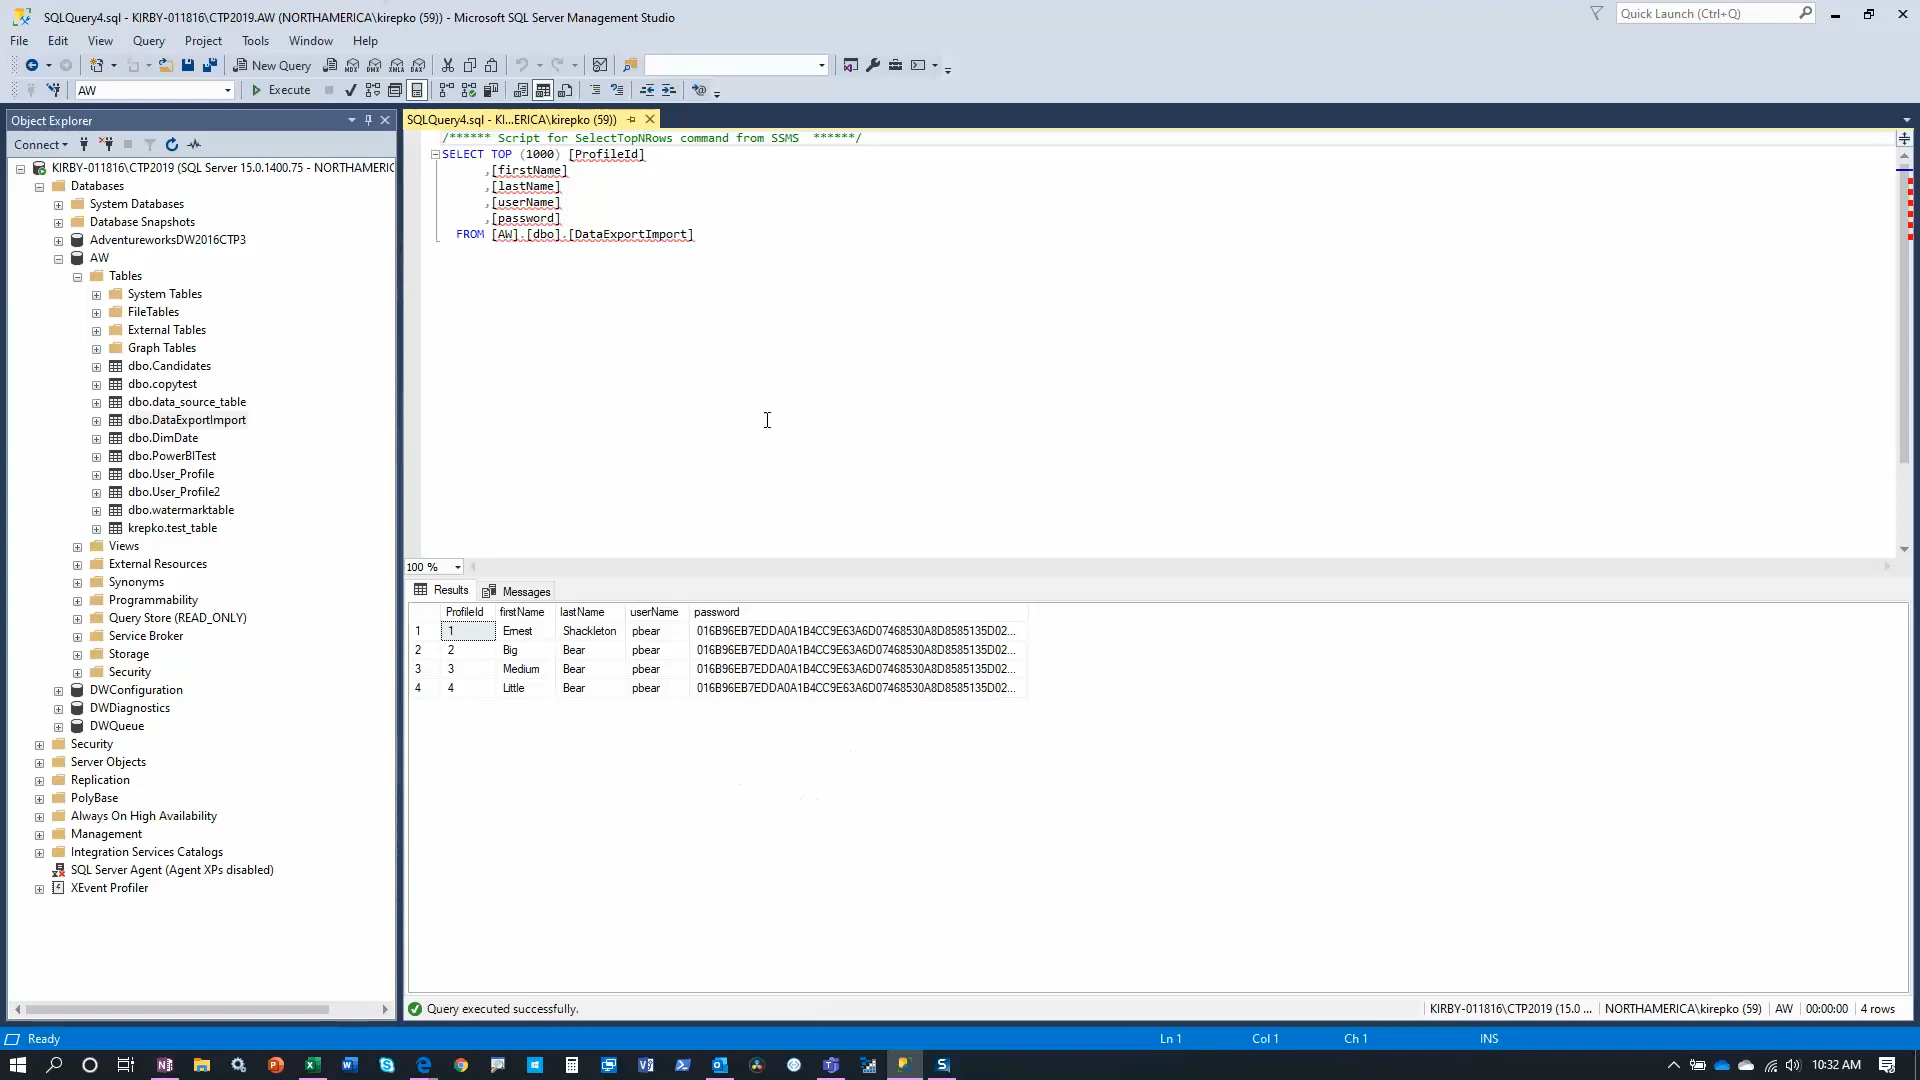 SQLQuery4.sql - KIRBY-011816\CTP2019.AW (NORTHAMERICA\kirepko (59)) - Microsoft SQL Server Management Studio
Quick Launch (Ctrl+Q)
File Edit View Query Project Tools Window Help
New Query
AW
Execute
Object Explorer
SQLQuery4.sql - KI...ERICA\kirepko (59))
Connect
KIRBY-011816\CTP2019 (SQL Server 15.0.1400.75 - NORTHAMERIC
Databases
System Databases
Database Snapshots
AdventureworksDW2016CTP3
AW
Tables
System Tables
FileTables
External Tables
Graph Tables
dbo.Candidates
dbo.copytest
dbo.data_source_table
dbo.DataExportImport
dbo.DimDate
dbo.PowerBITest
dbo.User_Profile
dbo.User_Profile2
dbo.watermarktable
krepko.test_table
Views
External Resources
Synonyms
Programmability
Query Store (READ_ONLY)
Service Broker
Storage
Security
DWConfiguration
DWDiagnostics
DWQueue
Security
Server Objects
Replication
PolyBase
Always On High Availability
Management
Integration Services Catalogs
SQL Server Agent (Agent XPs disabled)
XEvent Profiler
/****** Script for SelectTopNRows command from SSMS  ******/
SELECT TOP (1000) [ProfileId]
,[firstName]
,[lastName]
,[userName]
,[password]
FROM [AW].[dbo].[DataExportImport]
100 %
Results Messages
ProfileId firstName lastName userName password
1 1 Ernest Shackleton pbear 016B96EB7EDDA0A1B4CC9E63A6D07468530A8D8585135D02...
2 2 Big Bear pbear 016B96EB7EDDA0A1B4CC9E63A6D07468530A8D8585135D02...
3 3 Medium Bear pbear 016B96EB7EDDA0A1B4CC9E63A6D07468530A8D8585135D02...
4 4 Little Bear pbear 016B96EB7EDDA0A1B4CC9E63A6D07468530A8D8585135D02...
Query executed successfully.
KIRBY-011816\CTP2019 (15.0 ... NORTHAMERICA\kirepko (59) AW 00:00:00 4 rows
Ready Ln 1 Col 1 Ch 1 INS
10:32 AM